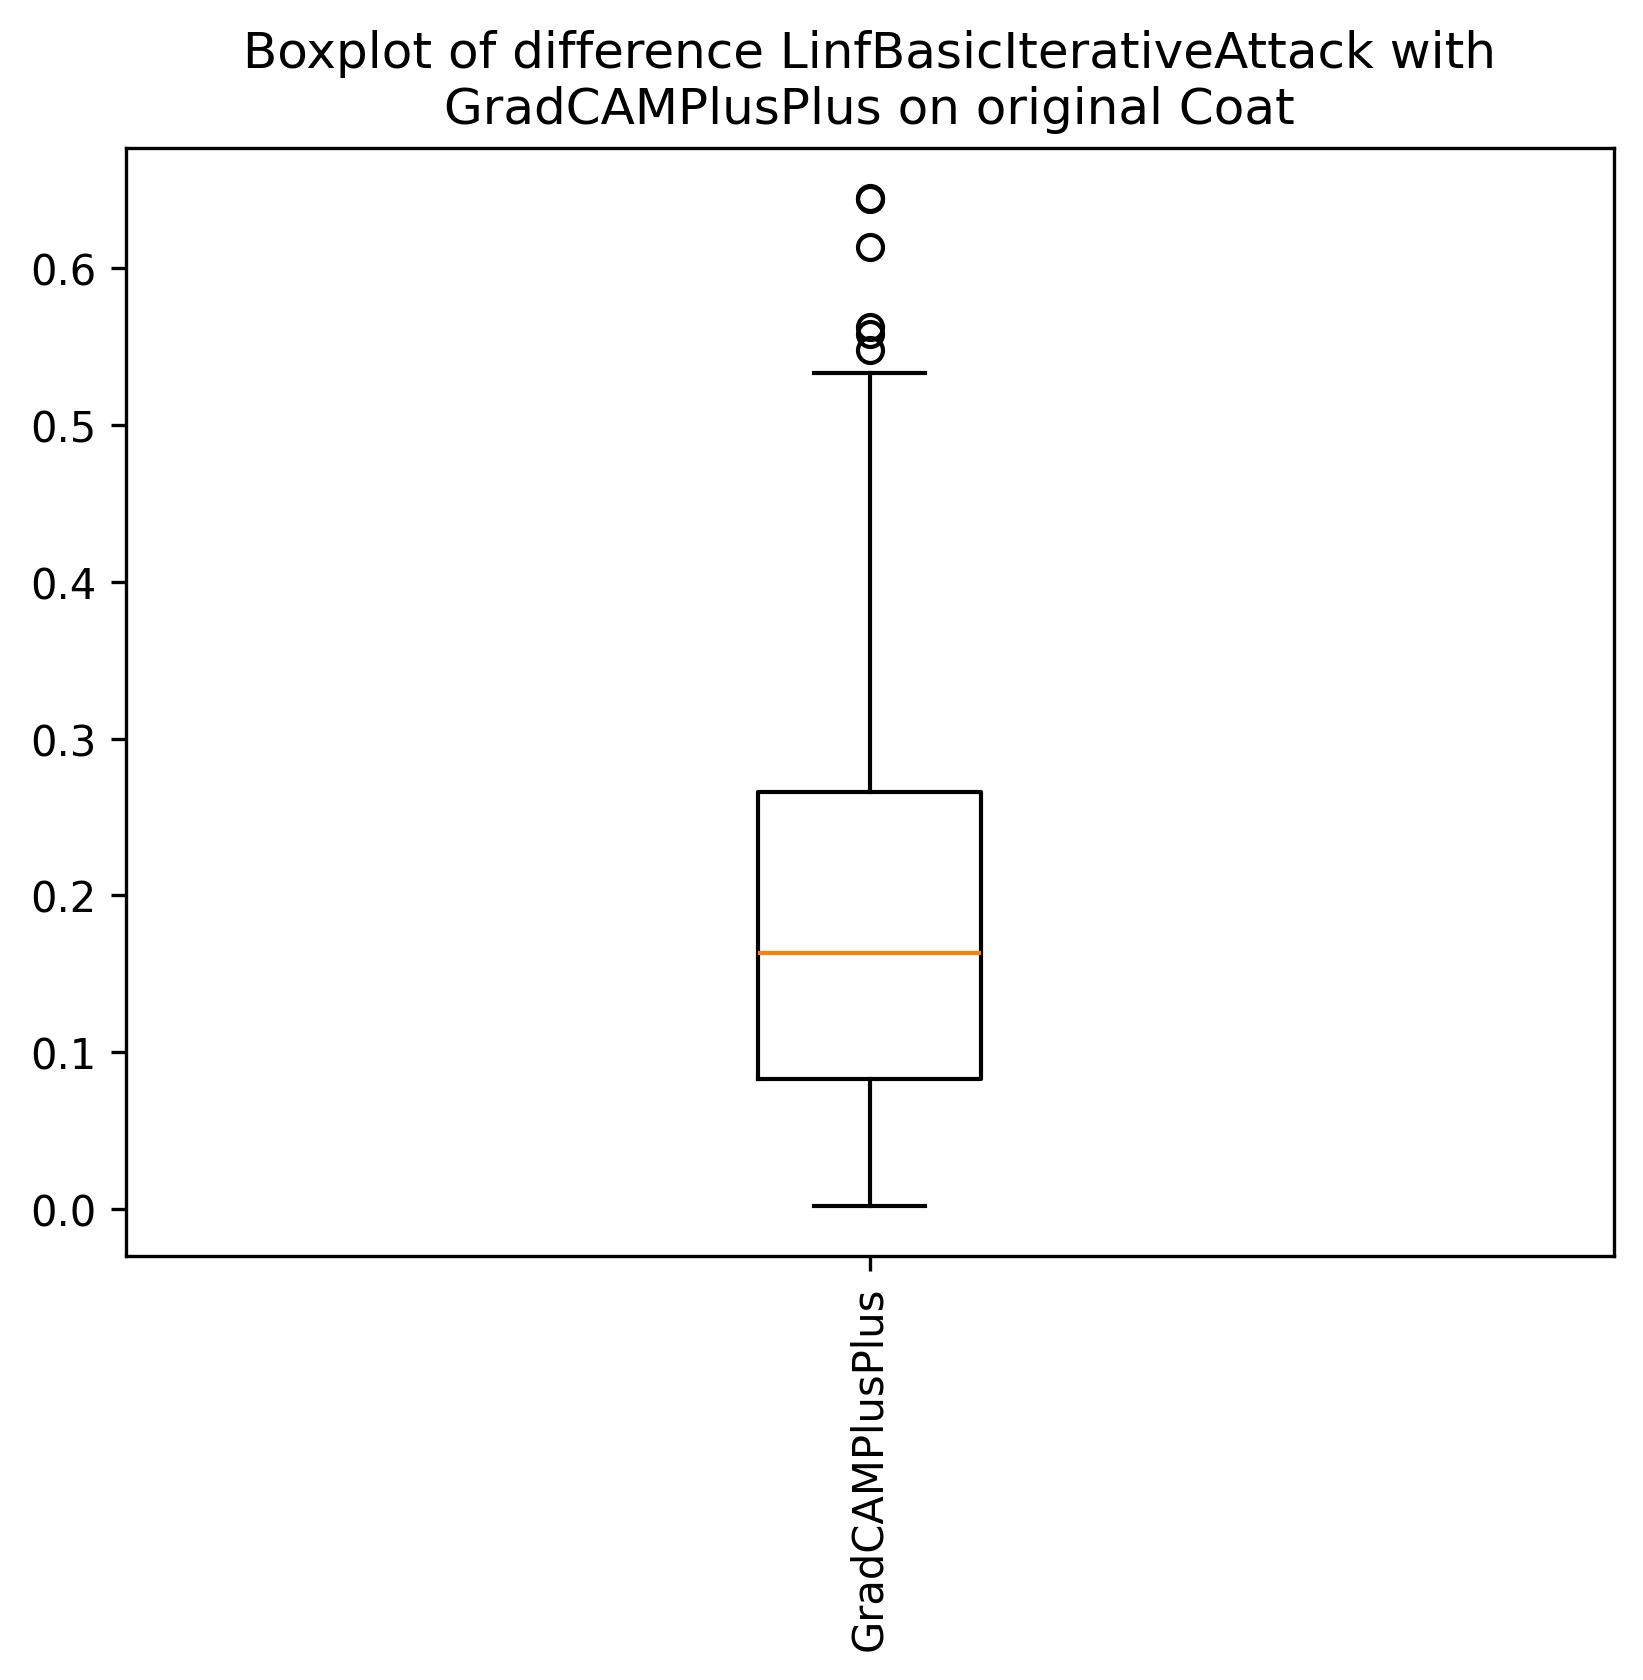 Boxplot of difference LinfBasicIterativeAttack with
GradCAMPlusPlus on original Coat
0.6
0.5
0.4
0.3
0.2
0.1
0.0
GradCAMPlusPlus